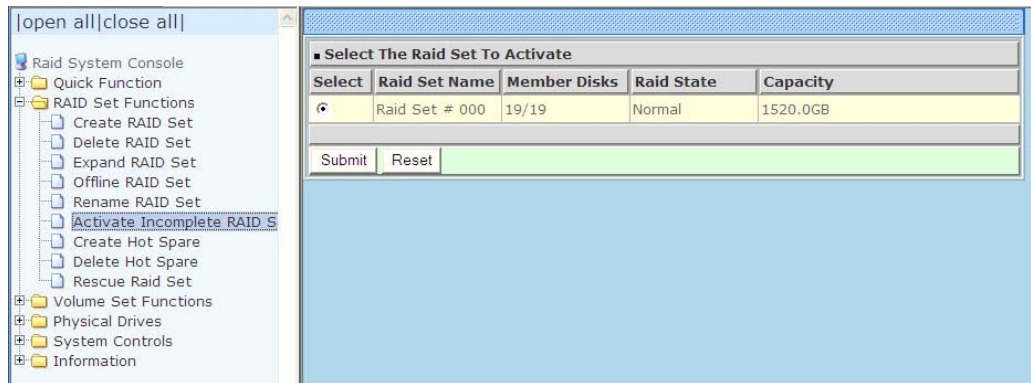 |open all|close all|
Raid System Console
Quick Function
RAID Set Functions
Create RAID Set
Delete RAID Set
Expand RAID Set
Offline RAID Set
Rename RAID Set
Activate Incomplete RAID S
Create Hot Spare
Delete Hot Spare
Rescue Raid Set
Volume Set Functions
Physical Drives
System Controls
Information
Select The Raid Set To Activate
Select Raid Set Name Member Disks Raid State Capacity
Raid Set # 000 19/19 Normal 1520.0GB
Submit Reset